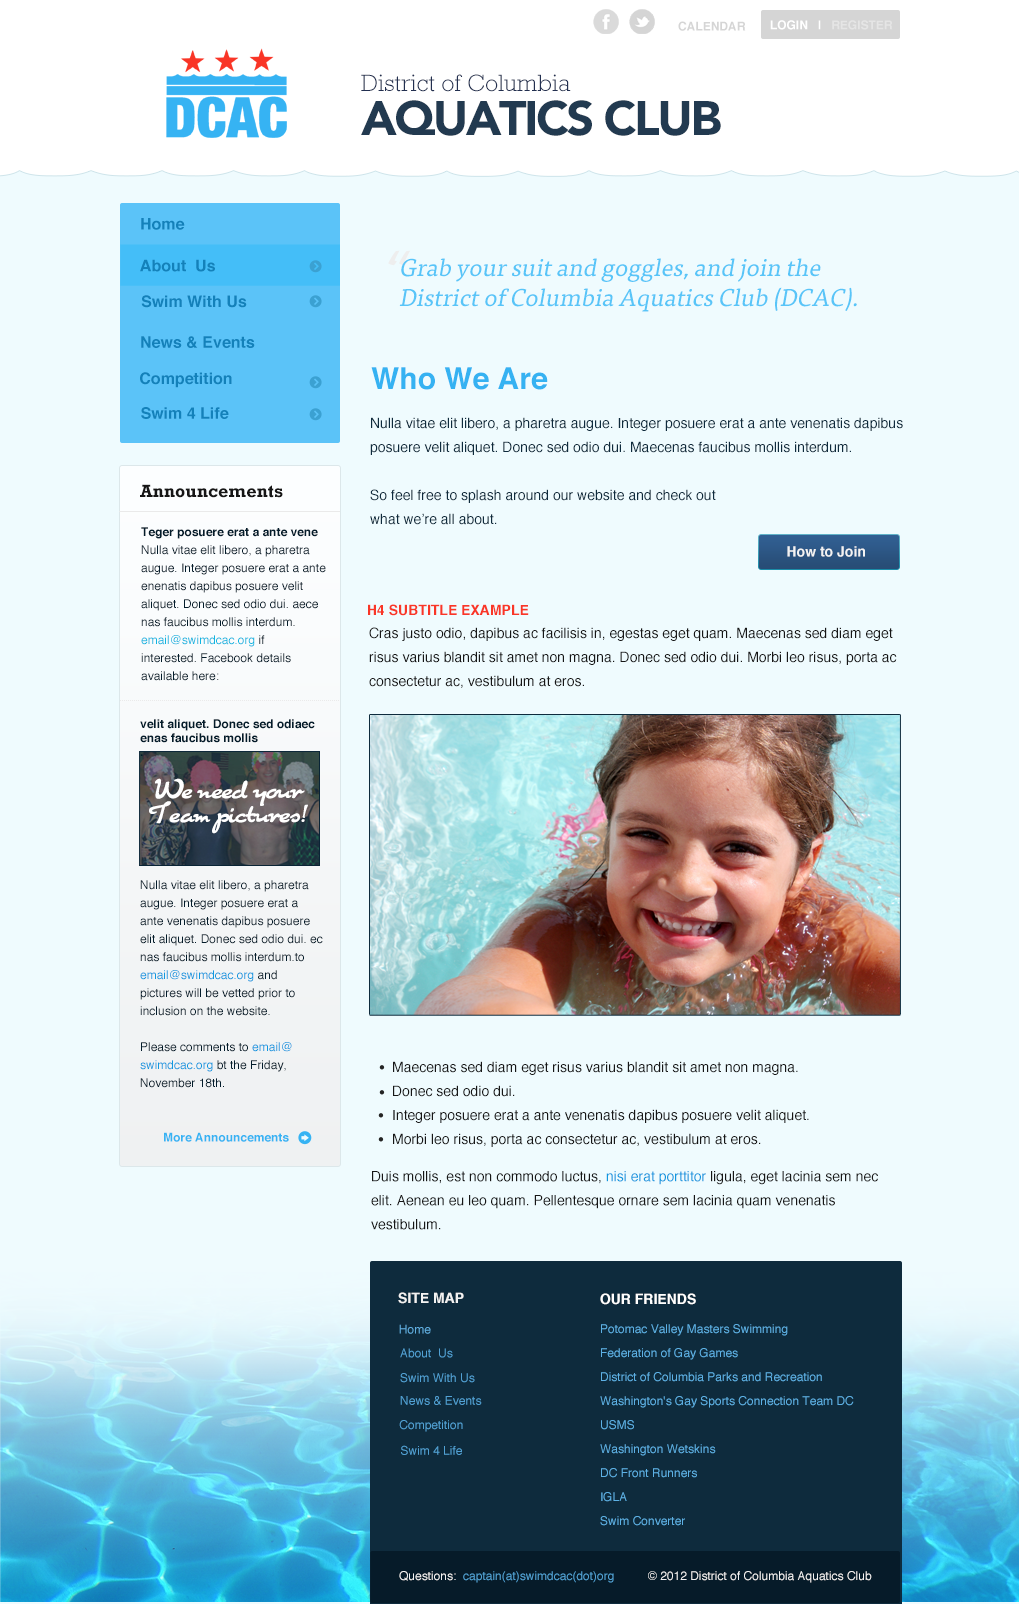 CALENDAR
LOGIN | REGISTER
DCAC
District of Columbia
AQUATICS CLUB
Home
About Us
Swim With Us
News & Events
Competition
Swim 4 Life
“Grab your suit and goggles, and join the
District of Columbia Aquatics Club (DCAC).
Who We Are
Nulla vitae elit libero, a pharetra augue. Integer posuere erat a ante venenatis dapibus
posuere velit aliquet. Donec sed odio dui. Maecenas faucibus mollis interdum.
So feel free to splash around our website and check out
what we're all about.
How to Join
H4 SUBTITLE EXAMPLE
Cras justo odio, dapibus ac facilisis in, egestas eget quam. Maecenas sed diam eget
risus varius blandit sit amet non magna. Donec sed odio dui. Morbi leo risus, porta ac
consectetur ac, vestibulum at eros.
Announcements
Teger posuere erat a ante vene
Nulla vitae elit libero, a pharetra
augue. Integer posuere erat a ante
enenatis dapibus posuere velit
aliquet. Donec sed odio dui. aece
nas faucibus mollis interdum.
email@swimdcac.org if
interested. Facebook details
available here:
velit aliquet. Donec sed odiaec
enas faucibus mollis
We need your
Team pictures!
Nulla vitae elit libero, a pharetra
augue. Integer posuere erat a
ante venenatis dapibus posuere
elit aliquet. Donec sed odio dui. ec
nas faucibus mollis interdum.to
email@swimdcac.org and
pictures will be vetted prior to
inclusion on the website.
Please comments to email@
swimdcac.org bt the Friday,
November 18th.
More Announcements
• Maecenas sed diam eget risus varius blandit sit amet non magna.
• Donec sed odio dui.
• Integer posuere erat a ante venenatis dapibus posuere velit aliquet.
• Morbi leo risus, porta ac consectetur ac, vestibulum at eros.
Duis mollis, est non commodo luctus, nisi erat porttitor ligula, eget lacinia sem nec
elit. Aenean eu leo quam. Pellentesque ornare sem lacinia quam venenatis
vestibulum.
SITE MAP
Home
About Us
Swim With Us
News & Events
Competition
Swim 4 Life
OUR FRIENDS
Potomac Valley Masters Swimming
Federation of Gay Games
District of Columbia Parks and Recreation
Washington's Gay Sports Connection Team DC
USMS
Washington Wetskins
DC Front Runners
IGLA
Swim Converter
Questions: captain(at)swimdcac(dot)org
© 2012 District of Columbia Aquatics Club